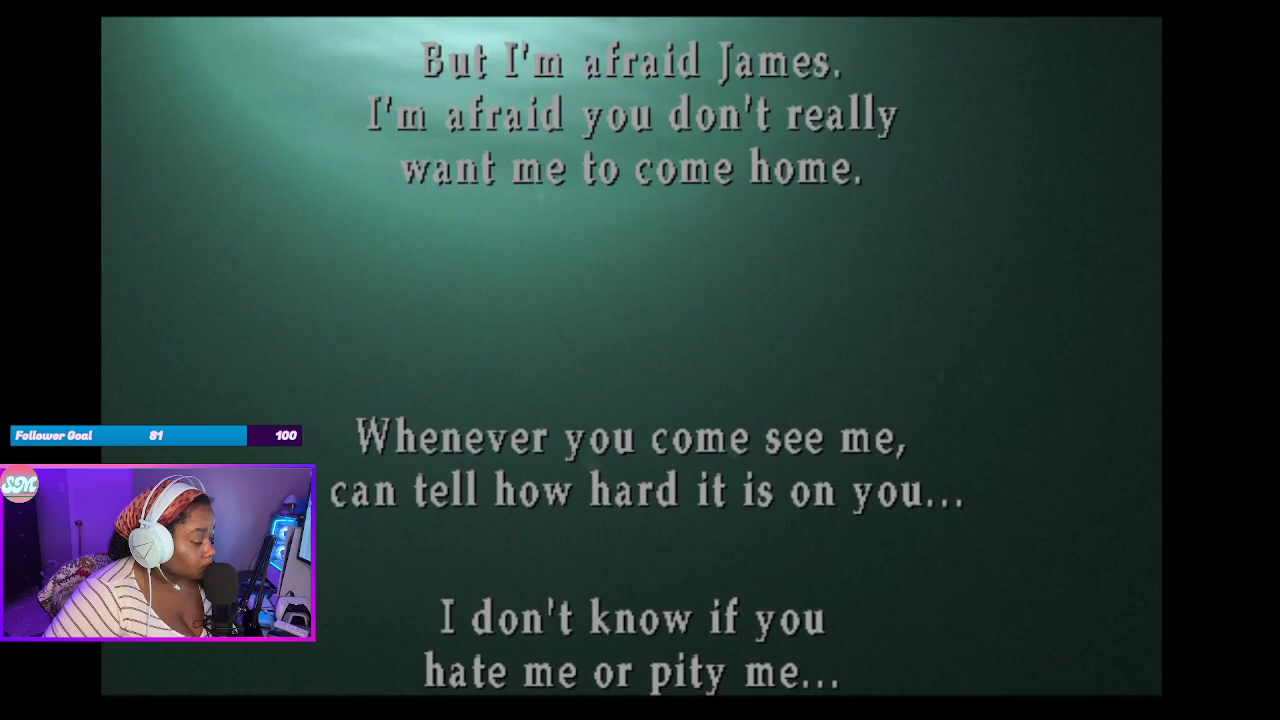 But I'm afraid James.
I'm afraid you don't really
want me to come home.
Whenever you come see me,
can tell how hard it is on you...
I don't know if you
hate me or pity me...
Follower Goal 81 100
SM